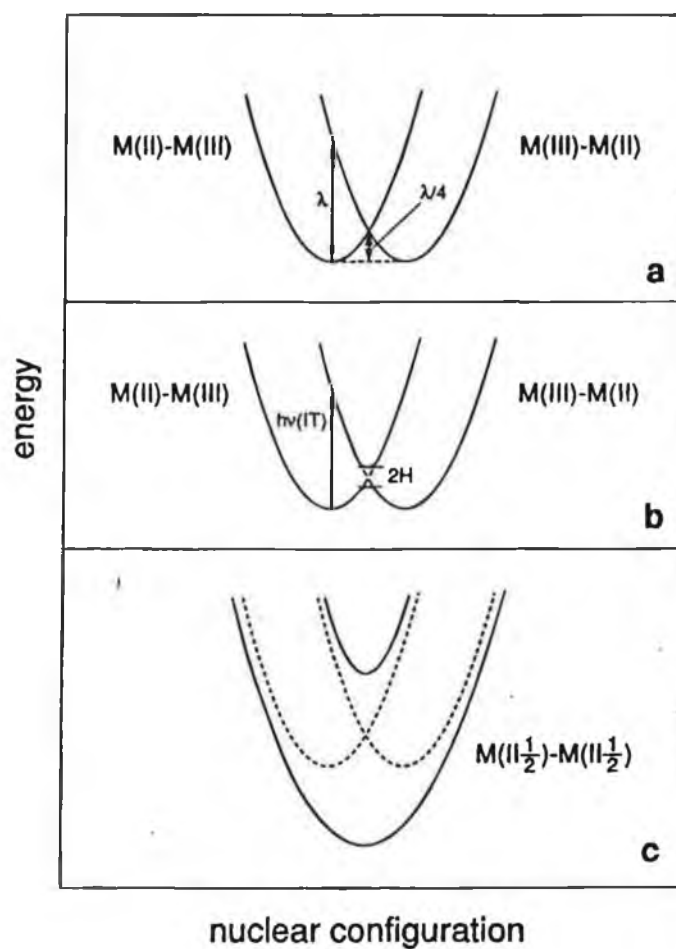 M(II)-M(III)
M(III)-M(II)
λ
λ/4
a
M(II)-M(III)
M(III)-M(II)
hν(IT)
2H
b
energy
M(II½)-M(II½)
c
nuclear configuration